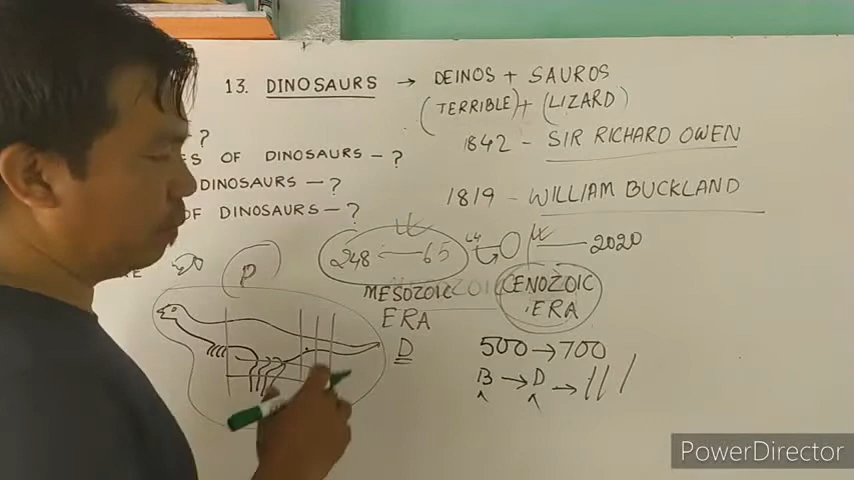 13. DINOSAURS → DEINOS + SAUROS
(TERRIBLE) + (LIZARD)
?
1842 - SIR RICHARD OWEN
ES OF DINOSAURS - ?
DINOSAURS - ?
1819 - WILLIAM BUCKLAND
OF DINOSAURS - ?
248 — 65
0
2020
P
MESOZOIC
ERA
CENOZOIC
ERA
D
500 → 700
B → D →
PowerDirector